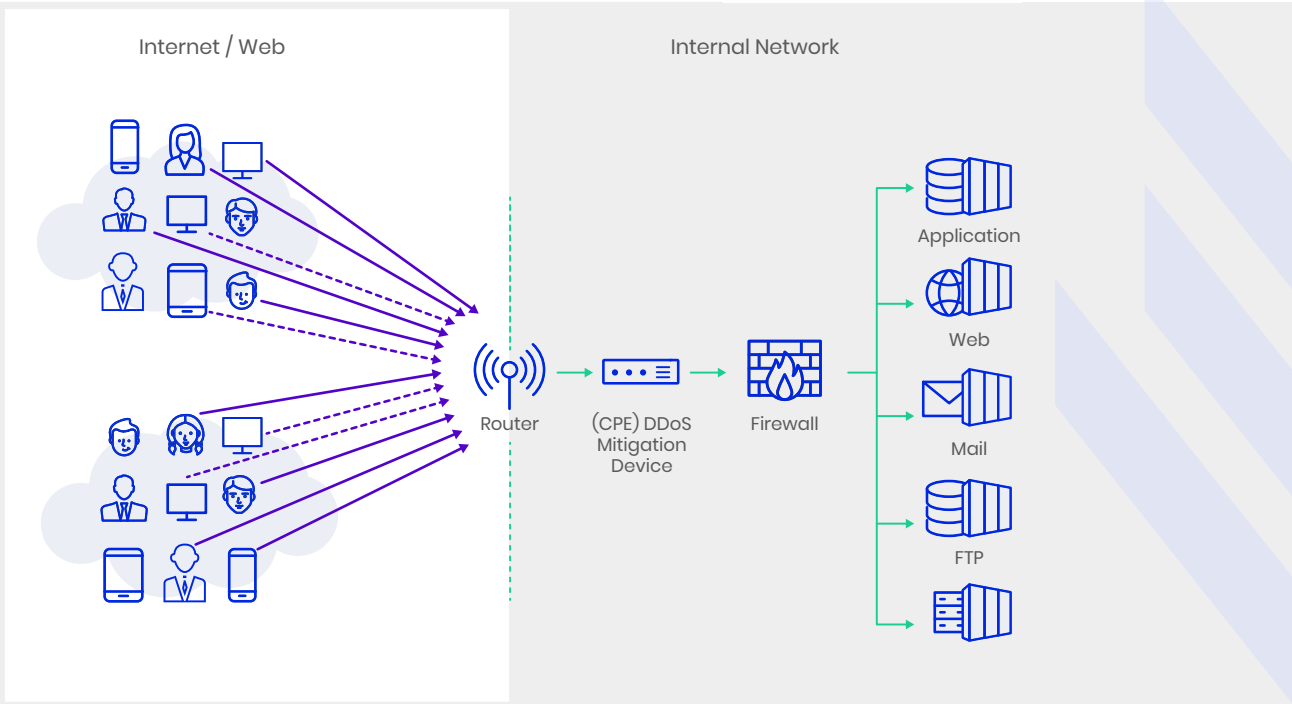 Internet / Web
Internal Network
Application
Web
Mail
FTP
Router
(CPE) DDoS
Mitigation
Device
Firewall